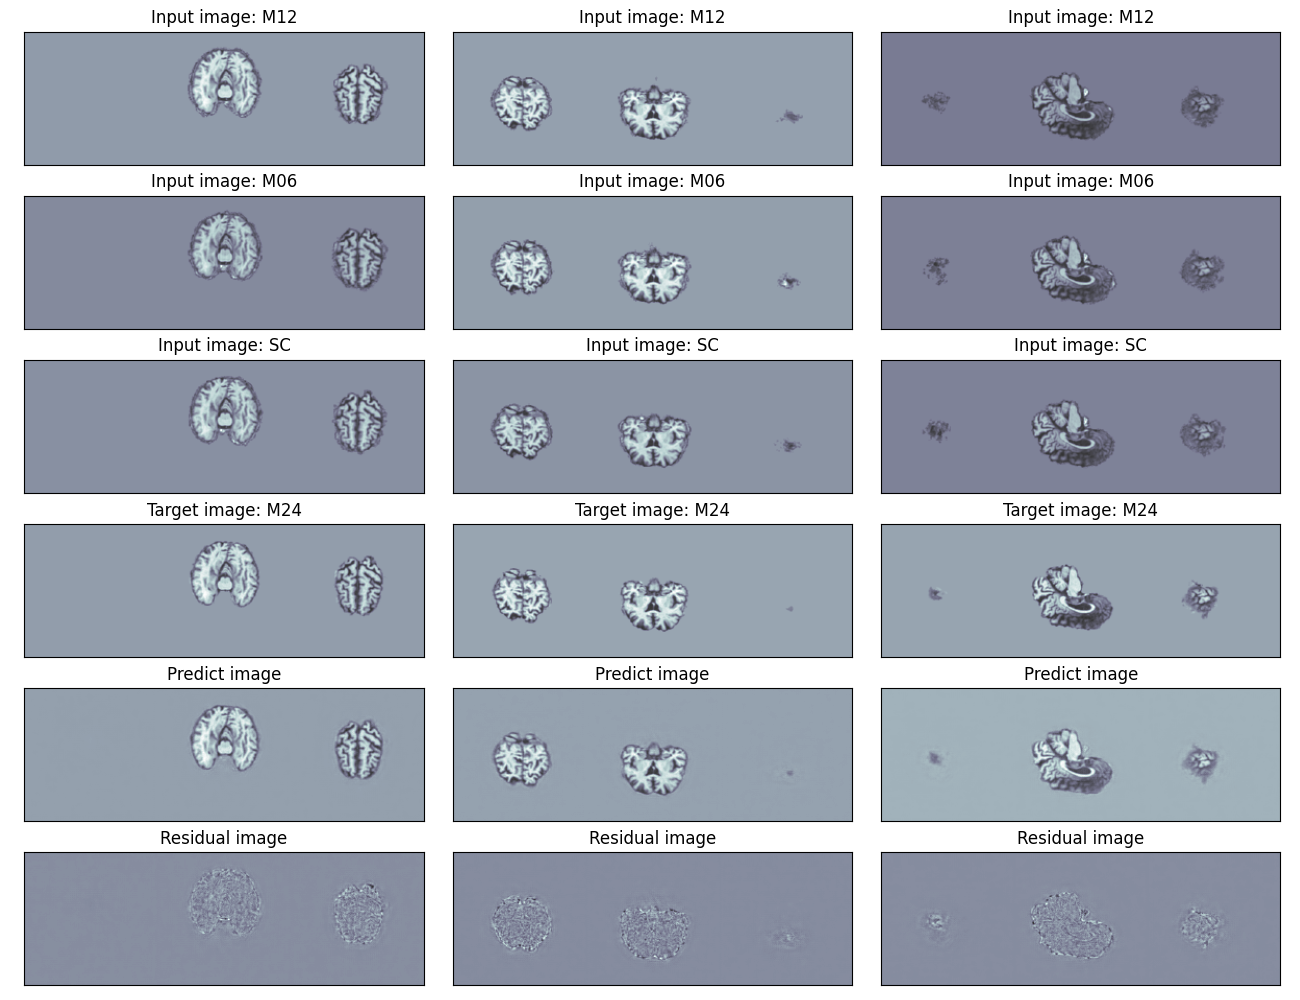 Input image: M12 Input image: M12 Input image: M12
Input image: M06 Input image: M06 Input image: M06
Input image: SC Input image: SC Input image: SC
Target image: M24 Target image: M24 Target image: M24
Predict image Predict image Predict image
Residual image Residual image Residual image